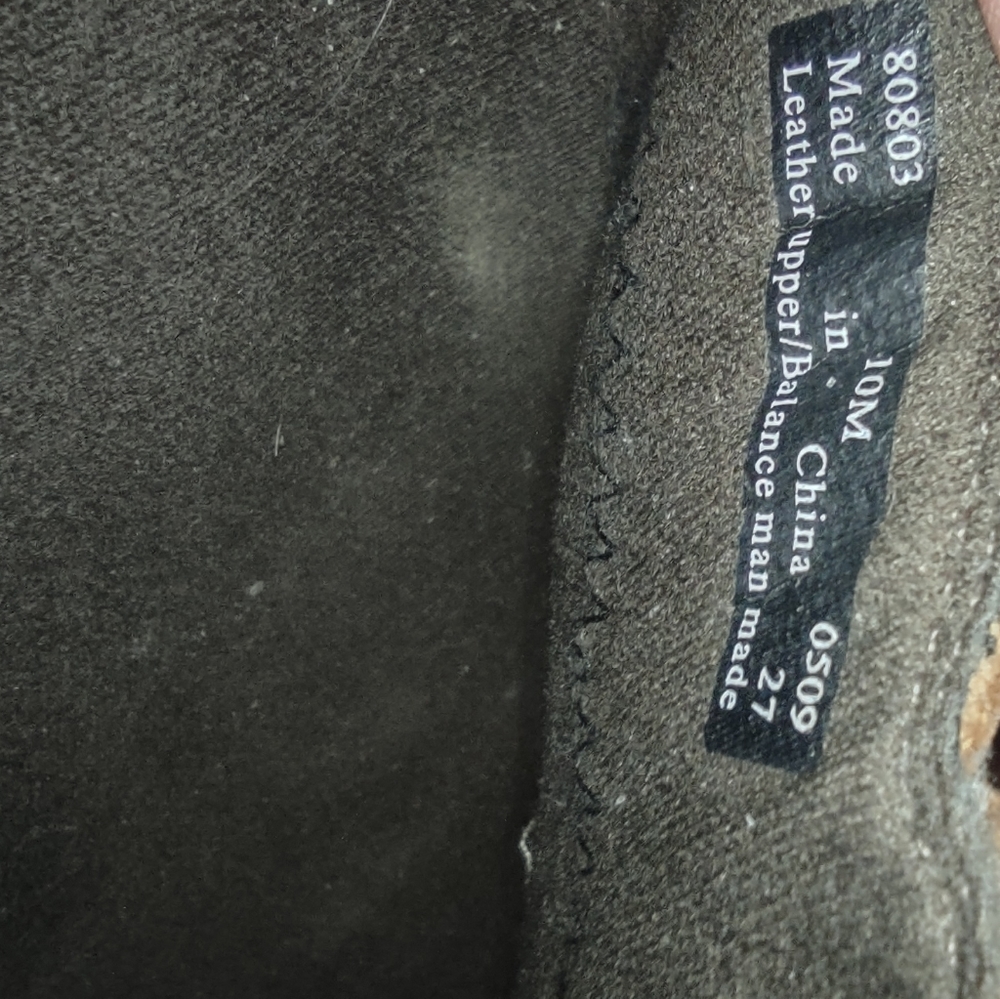 80803 10M 0509
Made in China 27
Leather upper/Balance man made